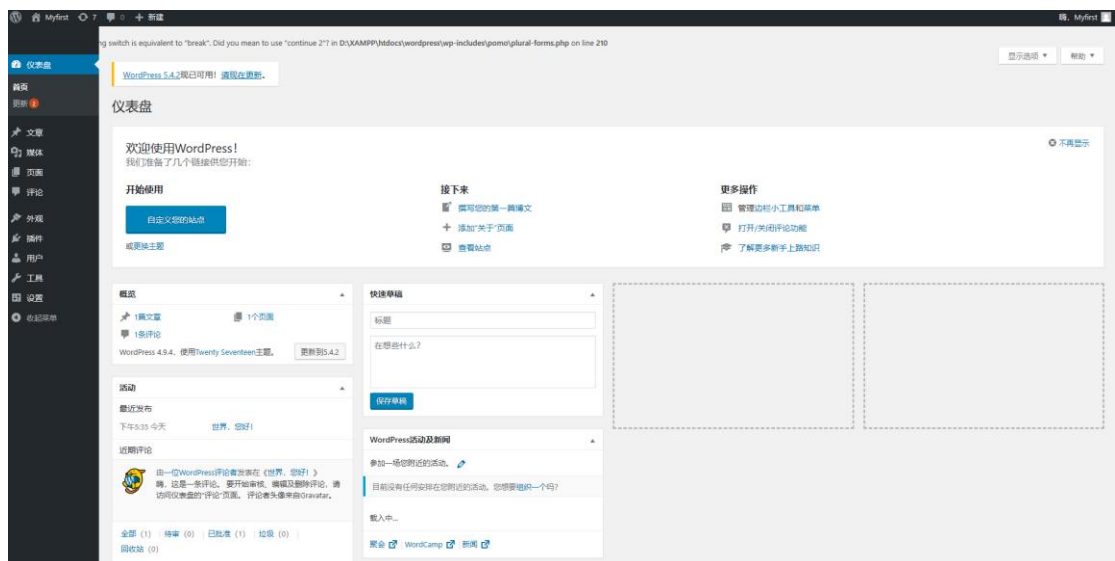 Myfirst 7 0 新建
嗨，Myfirst
ng switch is equivalent to "break". Did you mean to use "continue 2"? in D:\XAMPP\htdocs\wordpress\wp-includes\pomo\plural-forms.php on line 210
显示选项 帮助
仪表盘
首页
更新 1
文章
媒体
页面
评论
外观
插件
用户
工具
设置
收起菜单
WordPress 5.4.2现已可用！请现在更新。
仪表盘
欢迎使用WordPress！
我们准备了几个链接供您开始：
不再显示
开始使用
自定义您的站点
或更换主题
接下来
撰写您的第一篇博文
添加“关于”页面
查看站点
更多操作
管理边栏小工具和菜单
打开/关闭评论功能
了解更多新手上路知识
概览
1篇文章 1个页面
1条评论
WordPress 4.9.4，使用Twenty Seventeen主题。 更新到5.4.2
活动
最近发布
下午5:35 今天 世界，您好！
近期评论
由一位WordPress评论者发表在《世界，您好！》
嗨，这是一条评论。 要开始审核、编辑及删除评论，请
访问仪表盘的“评论”页面。 评论者头像来自Gravatar。
全部 (1) | 待审 (0) | 已批准 (1) | 垃圾 (0) |
回收站 (0)
快速草稿
标题
在想些什么？
保存草稿
WordPress活动及新闻
参加一场您附近的活动。
目前没有任何安排在您附近的活动。您想要组织一个吗？
载入中…
聚会 | WordCamp | 新闻